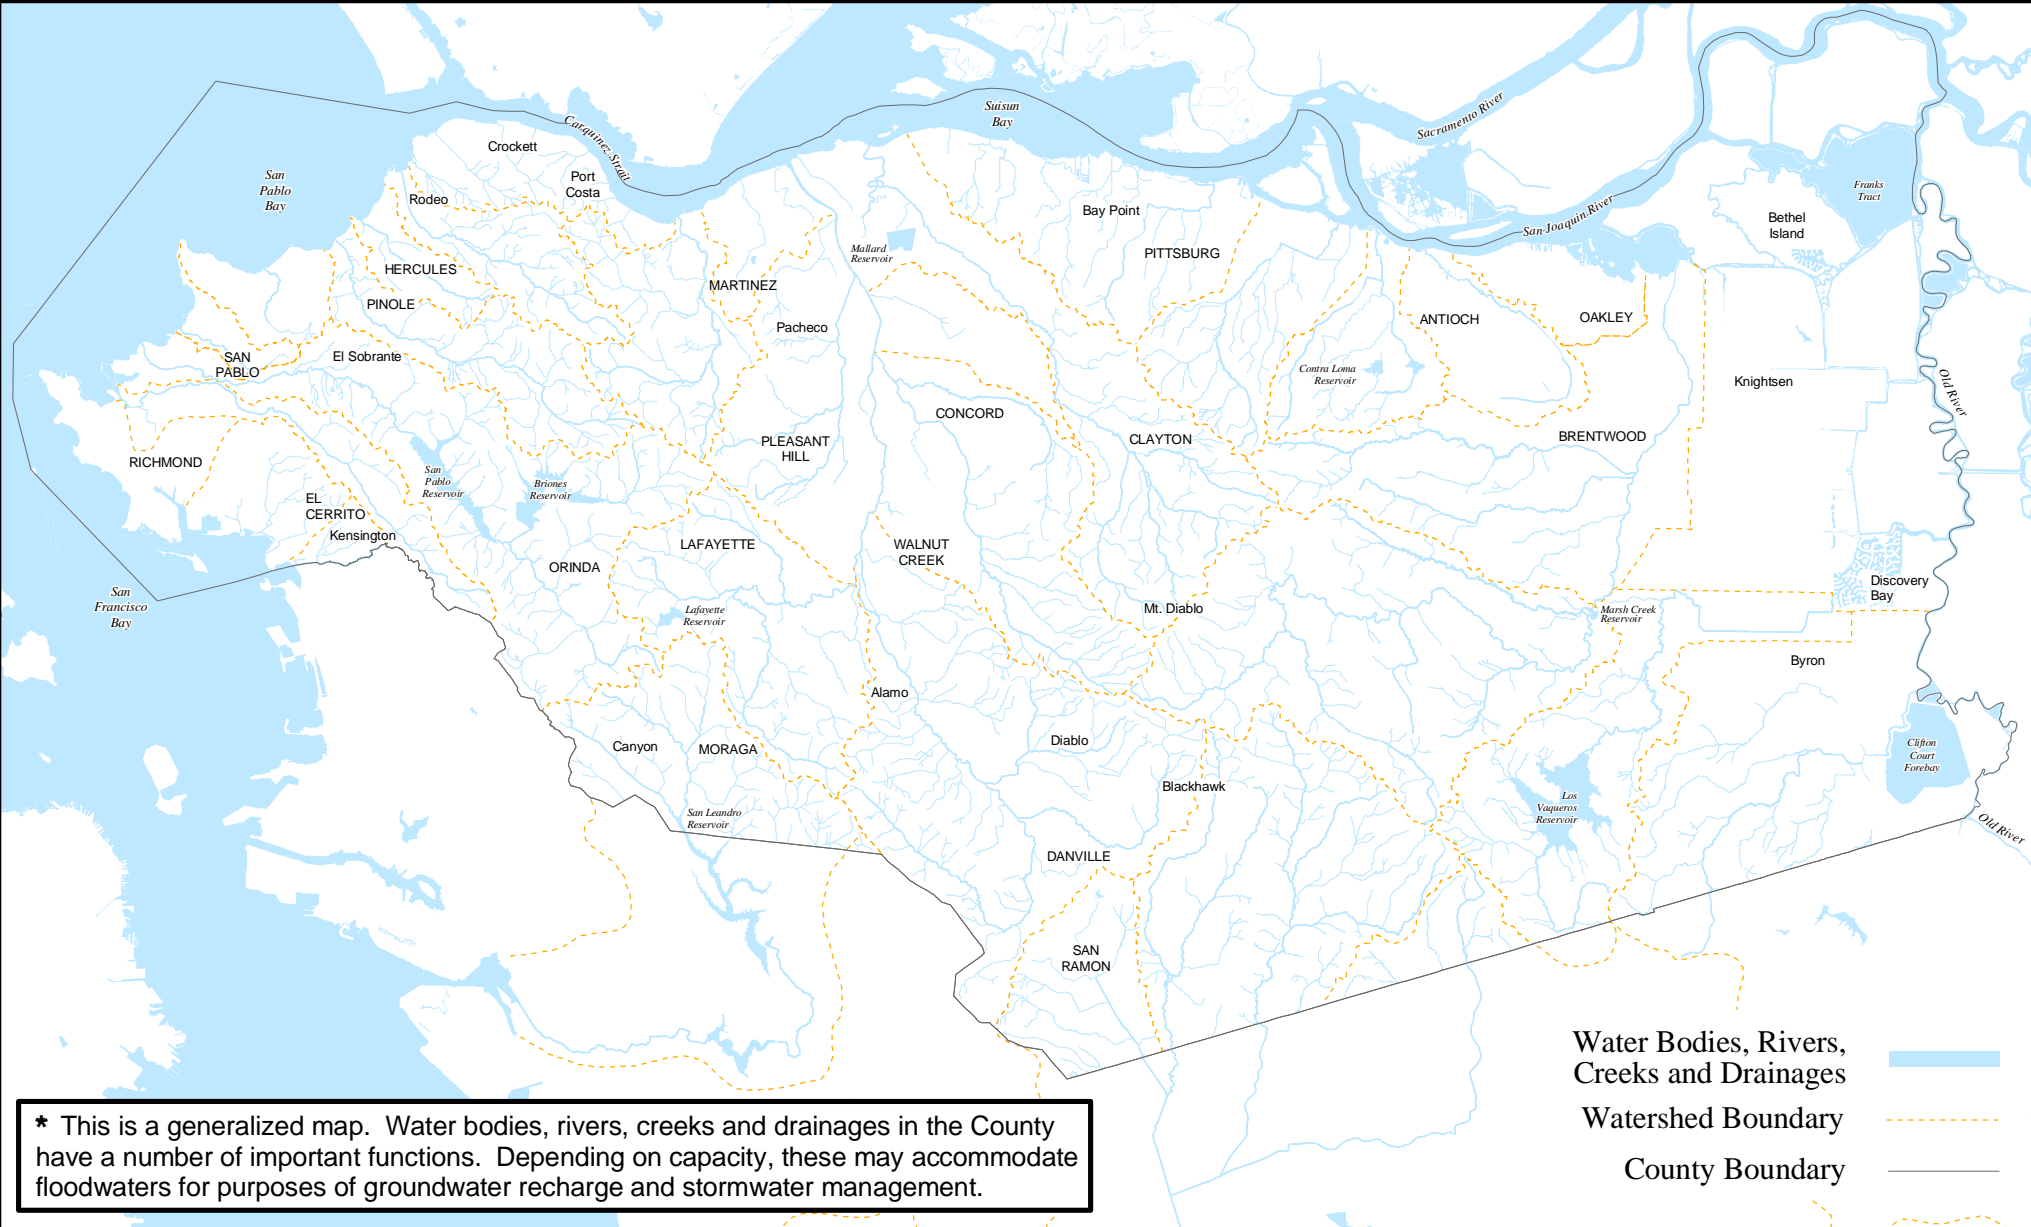 Suisun
Bay
Sacramento River
Carquinez Strait
Crockett
San
Pablo
Bay
Port
Costa
Rodeo
Franks
Tract
Bay Point
San Joaquin River
Bethel
Island
Mallard
Reservoir
PITTSBURG
HERCULES
MARTINEZ
PINOLE
Pacheco
ANTIOCH
OAKLEY
SAN
PABLO
El Sobrante
Contra Loma
Reservoir
Knightsen
Old River
CONCORD
PLEASANT
HILL
CLAYTON
BRENTWOOD
RICHMOND
San
Pablo
Reservoir
Briones
Reservoir
EL
CERRITO
Kensington
LAFAYETTE
WALNUT
CREEK
ORINDA
Discovery
Bay
San
Francisco
Bay
Lafayette
Reservoir
Mt. Diablo
Marsh Creek
Reservoir
Byron
Alamo
Canyon
MORAGA
Diablo
Clifton
Court
Forebay
Blackhawk
Los
Vaqueros
Reservoir
San Leandro
Reservoir
Old River
DANVILLE
SAN
RAMON
Water Bodies, Rivers,
Creeks and Drainages
Watershed Boundary
County Boundary
* This is a generalized map. Water bodies, rivers, creeks and drainages in the County
have a number of important functions. Depending on capacity, these may accommodate
floodwaters for purposes of groundwater recharge and stormwater management.